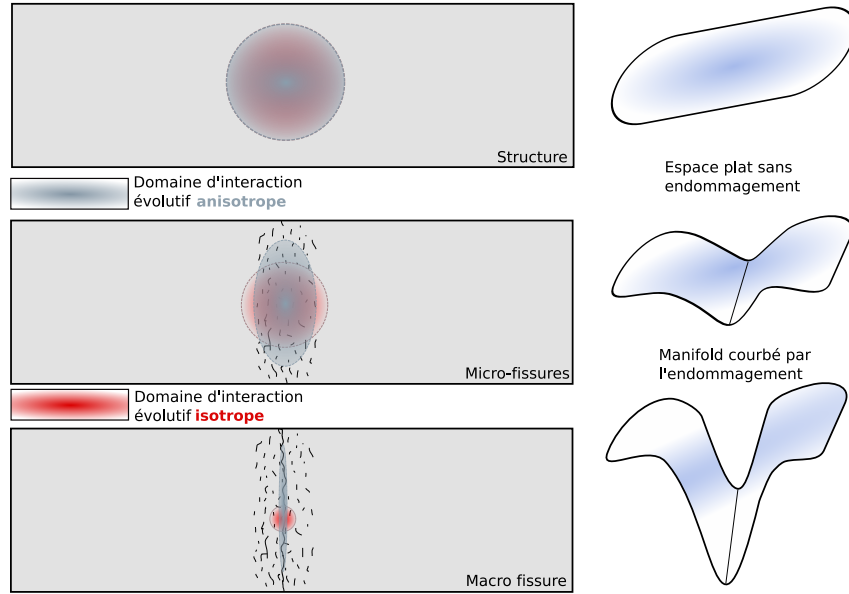 Structure
Espace plat sans
endommagement
Domaine d'interaction
évolutif anisotrope
Micro-fissures
Manifold courbé par
l'endommagement
Domaine d'interaction
évolutif isotrope
Macro fissure